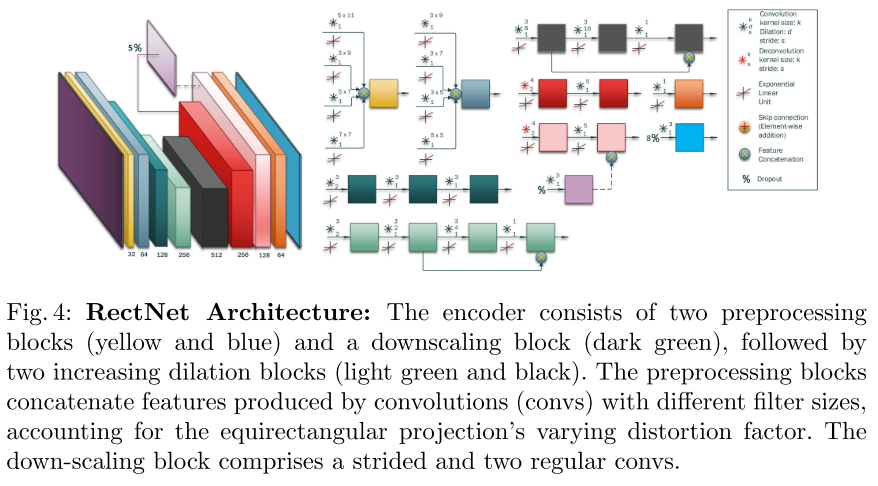 5%
32 64 128 256 512 256 128 64
5 x 11
1
3 x 9
1
5 x 7
1
7 x 7
1
3 x 9
1
3 x 7
1
3 x 5
1
5 x 5
1
3
8
1
3
16
1
1
1
4
2
5
1
1
1
4
2
5
1
8%
3
1
%
3
1
3
2
3
1
3
1
3
2
3
2
1
3
4
1
1
1
k
d
s
Convolution
kernel size: k
Dilation: d
stride: s
k
s
Deconvolution
kernel size: k
stride: s
Exponential
Linear
Unit
Skip connection
(Element-wise
addition)
Feature
Concatenation
% Dropout
Fig. 4: RectNet Architecture: The encoder consists of two preprocessing
blocks (yellow and blue) and a downscaling block (dark green), followed by
two increasing dilation blocks (light green and black). The preprocessing blocks
concatenate features produced by convolutions (convs) with different filter sizes,
accounting for the equirectangular projection's varying distortion factor. The
down-scaling block comprises a strided and two regular convs.